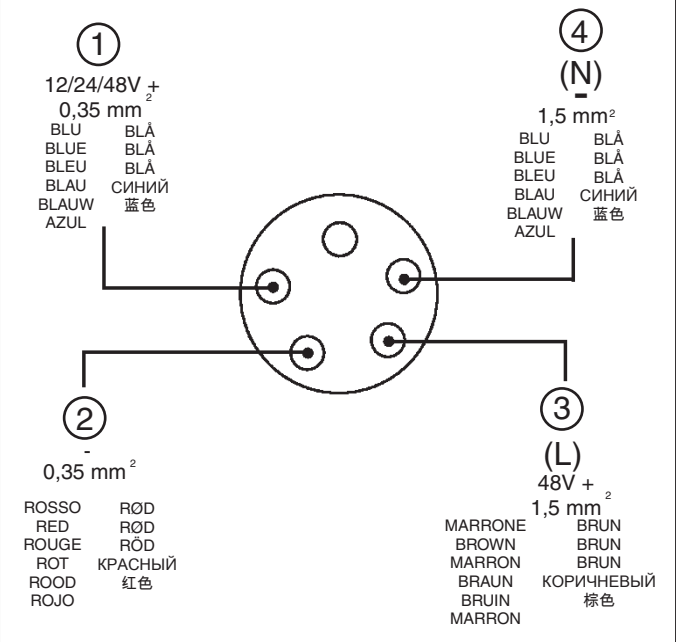 1
12/24/48V +
0,35 mm²
BLU BLÅ
BLUE BLÅ
BLEU BLÅ
BLAU СИНИЙ
BLAUW 蓝色
AZUL
4
(N)
-
1,5 mm²
BLU BLÅ
BLUE BLÅ
BLEU BLÅ
BLAU СИНИЙ
BLAUW 蓝色
AZUL
2
-
0,35 mm²
ROSSO RØD
RED RØD
ROUGE RÖD
ROT КРАСНЫЙ
ROOD 红色
ROJO
3
(L)
48V +
1,5 mm²
MARRONE BRUN
BROWN BRUN
MARRON BRUN
BRAUN КОРИЧНЕВЫЙ
BRUIN 棕色
MARRON